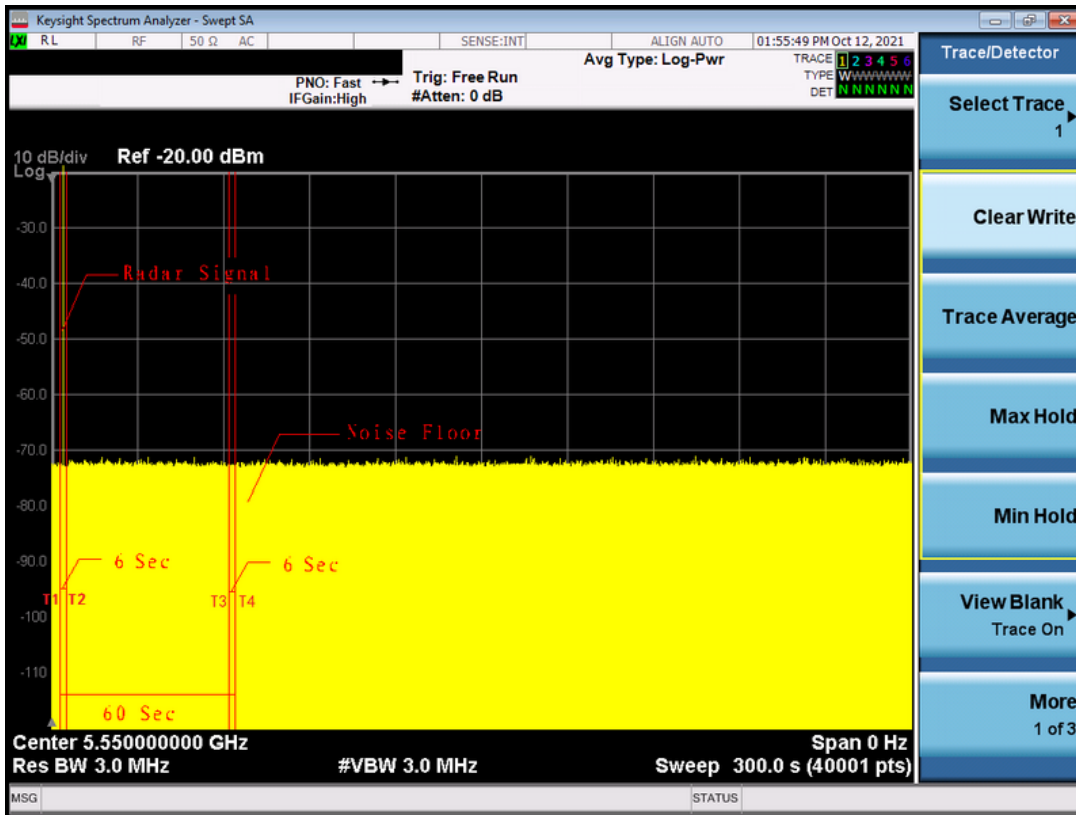 Keysight Spectrum Analyzer - Swept SA
LXI RL RF 50 Ω AC SENSE:INT ALIGN AUTO 01:55:49 PM Oct 12, 2021
Avg Type: Log-Pwr
TRACE 1 2 3 4 5 6
PNO: Fast Trig: Free Run
TYPE WWWWWW
IFGain:High #Atten: 0 dB
DET N N N N N N
10 dB/div Ref -20.00 dBm
Log
-30.0
Radar Signal
-40.0
-50.0
-60.0
Noise Floor
-70.0
-80.0
-90.0
6 Sec 6 Sec
T1 T2 T3 T4
-100
-110
60 Sec
Center 5.550000000 GHz Span 0 Hz
Res BW 3.0 MHz #VBW 3.0 MHz Sweep 300.0 s (40001 pts)
MSG STATUS
Trace/Detector
Select Trace
1
Clear Write
Trace Average
Max Hold
Min Hold
View Blank
Trace On
More
1 of 3